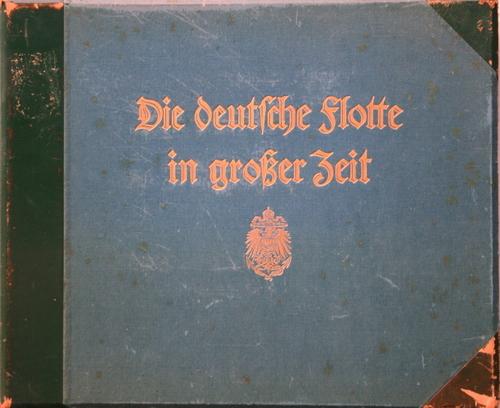 Die deutsche Flotte
in großer Zeit